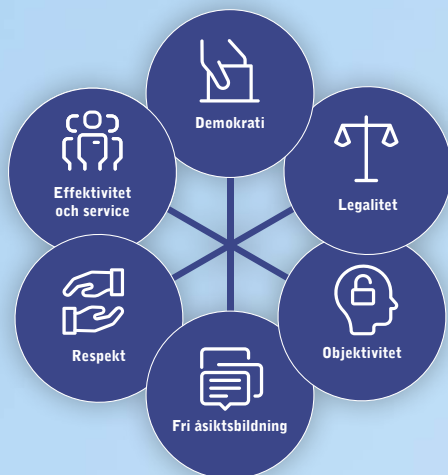 Demokrati
Legalitet
Objektivitet
Fri åsiktsbildning
Respekt
Effektivitet
och service